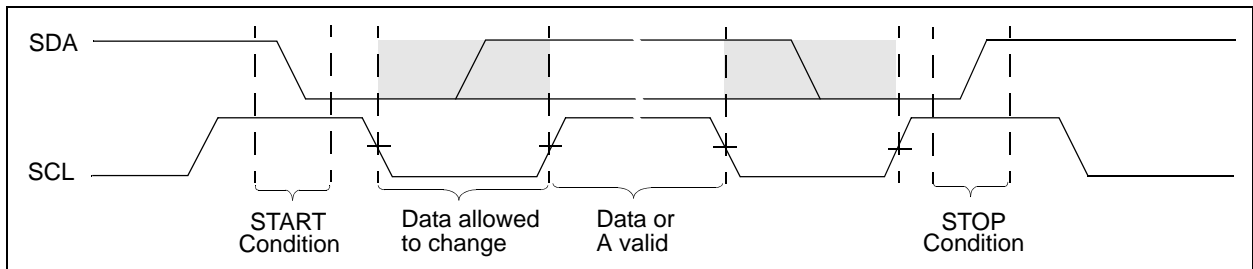 SDA
SCL
START
Condition
Data allowed
to change
Data or
A valid
STOP
Condition